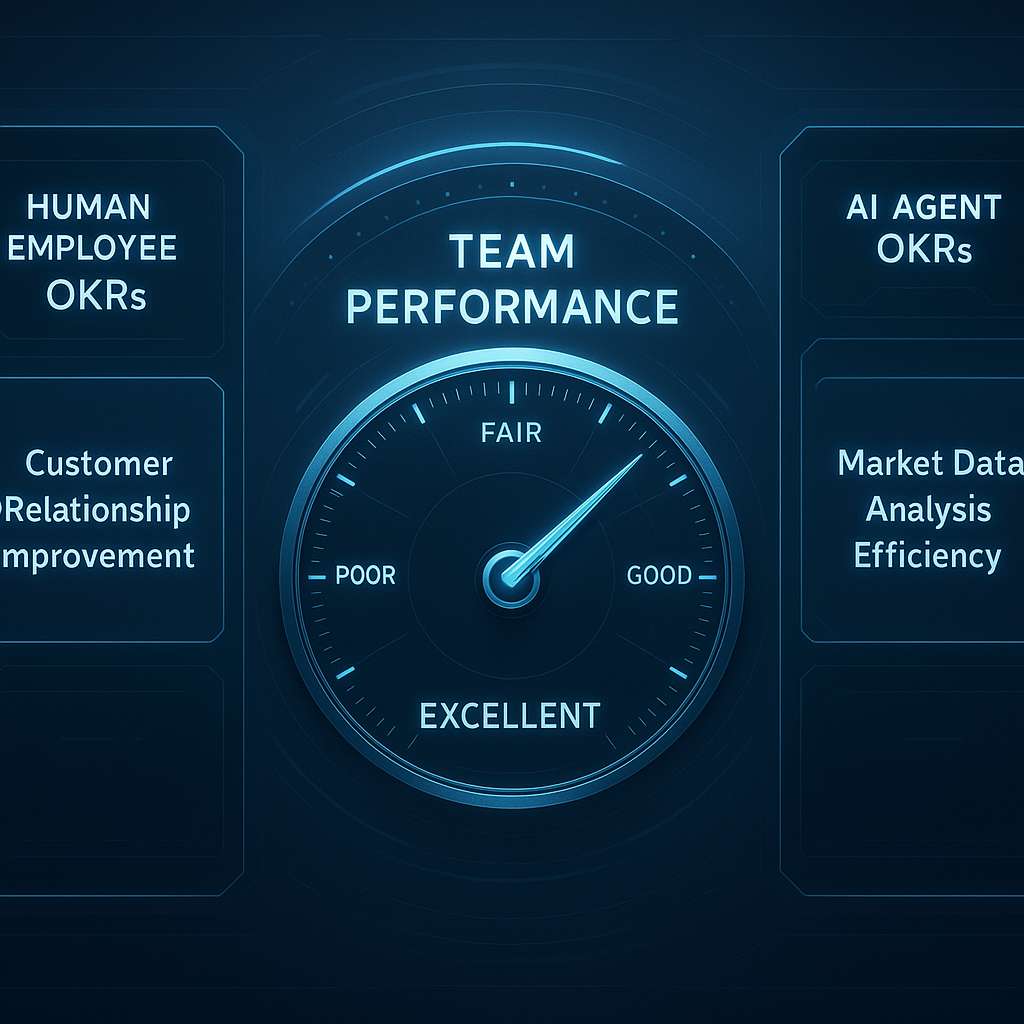 HUMAN
EMPLOYEE
OKRs
Customer
Relationship
mprovement
TEAM
PERFORMANCE
FAIR
POOR
GOOD
EXCELLENT
AI AGENT
OKRs
Market Data
Analysis
Efficiency